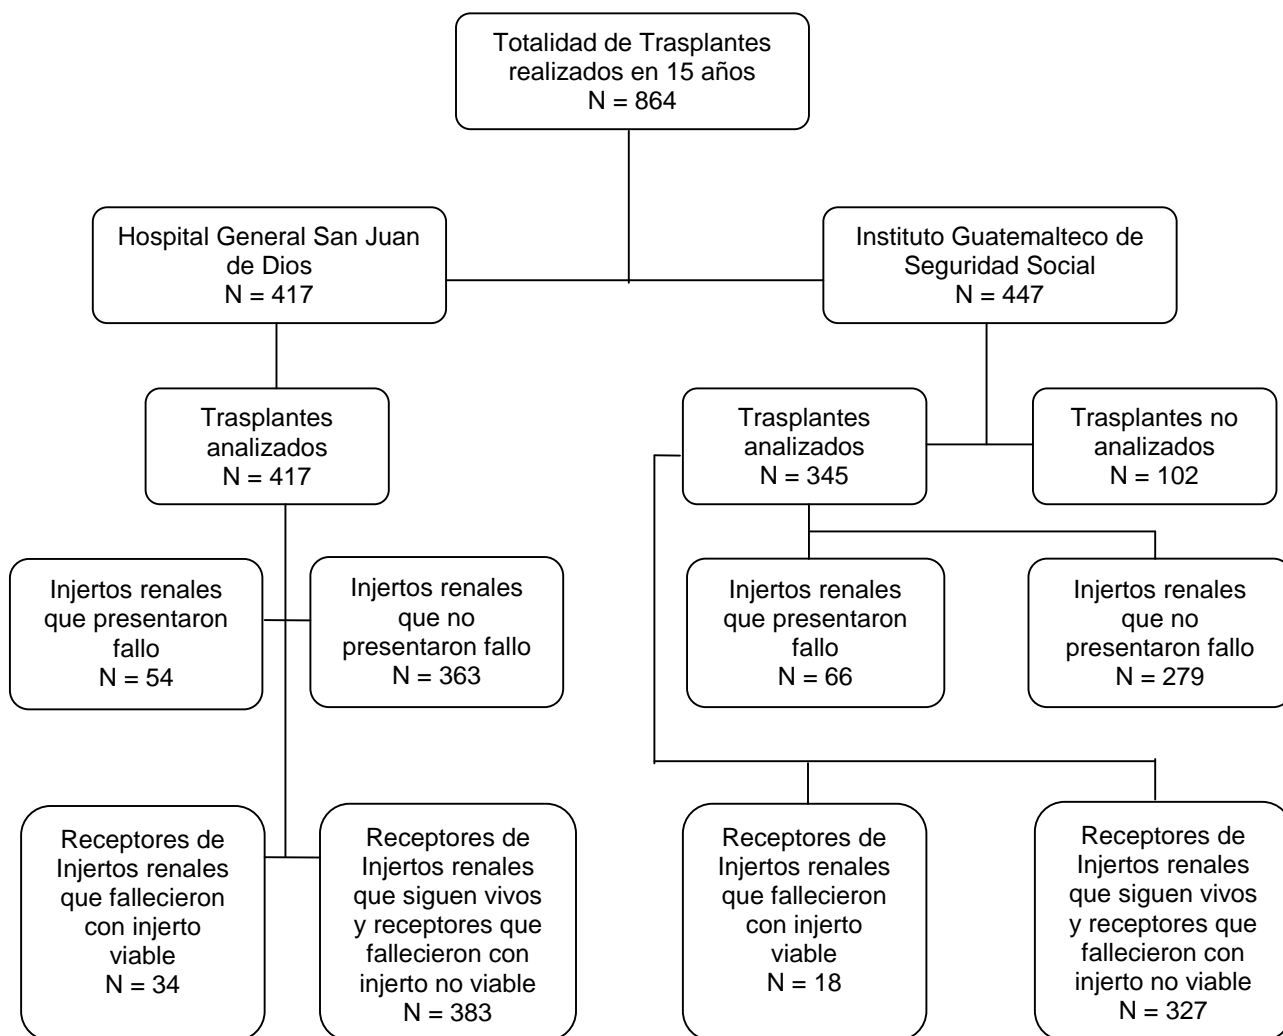 Totalidad de Trasplantes
realizados en 15 años
N = 864
Hospital General San Juan
de Dios
N = 417
Instituto Guatemalteco de
Seguridad Social
N = 447
Trasplantes
analizados
N = 417
Trasplantes
analizados
N = 345
Trasplantes no
analizados
N = 102
Injertos renales
que presentaron
fallo
N = 54
Injertos renales
que no
presentaron fallo
N = 363
Injertos renales
que presentaron
fallo
N = 66
Injertos renales
que no
presentaron fallo
N = 279
Receptores de
Injertos renales
que fallecieron
con injerto
viable
N = 34
Receptores de
Injertos renales
que siguen vivos
y receptores que
fallecieron con
injerto no viable
N = 383
Receptores de
Injertos renales
que fallecieron
con injerto
viable
N = 18
Receptores de
Injertos renales
que siguen vivos
y receptores que
fallecieron con
injerto no viable
N = 327